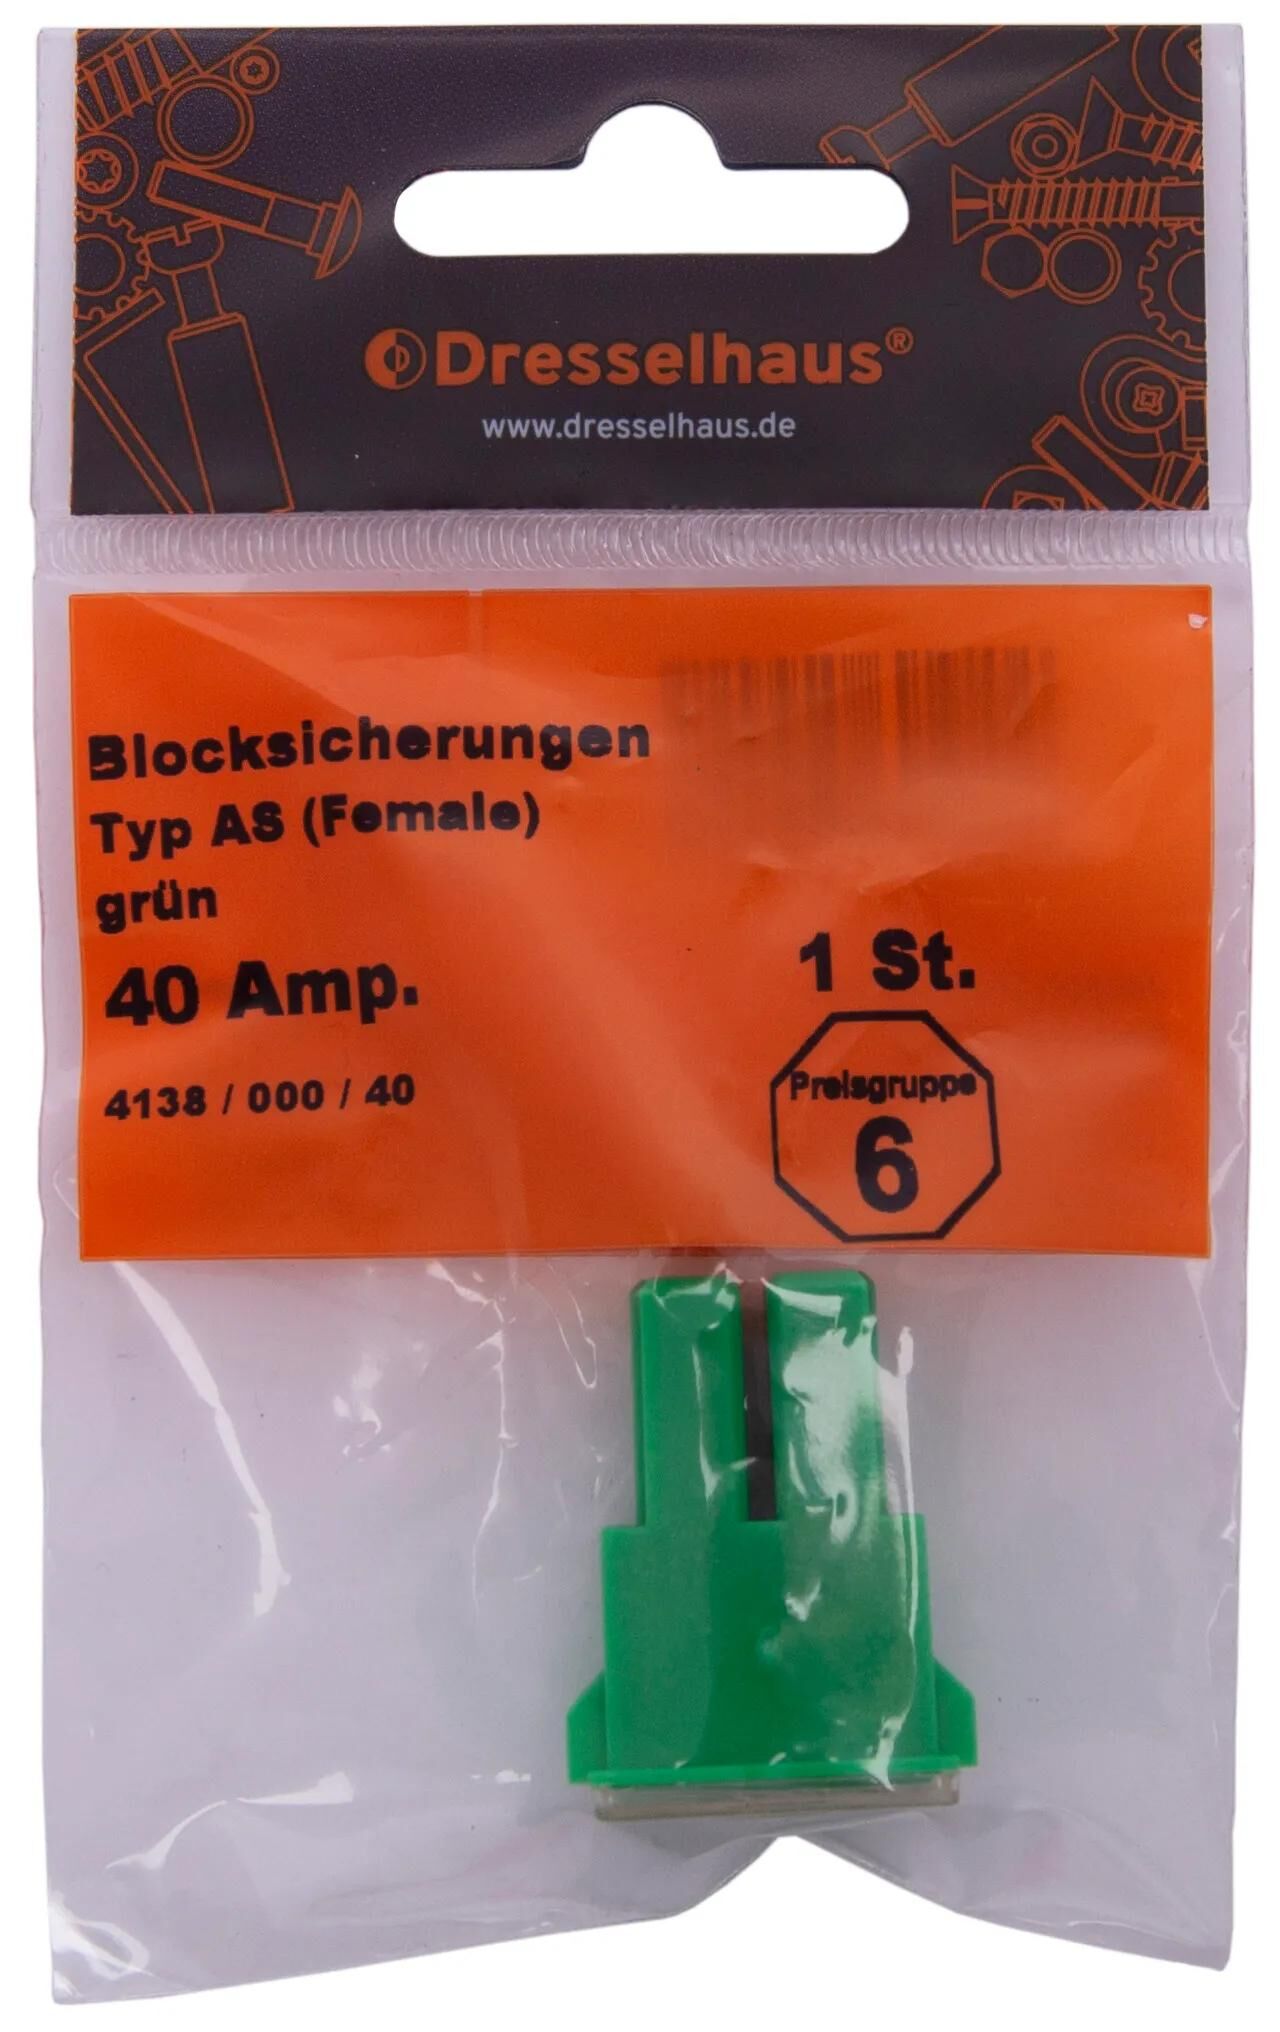 Dresselhaus®
www.dresselhaus.de
Blocksicherungen
Typ AS (Female)
grün
40 Amp.
4138 / 000 / 40
1 St.
Preisgruppe
6